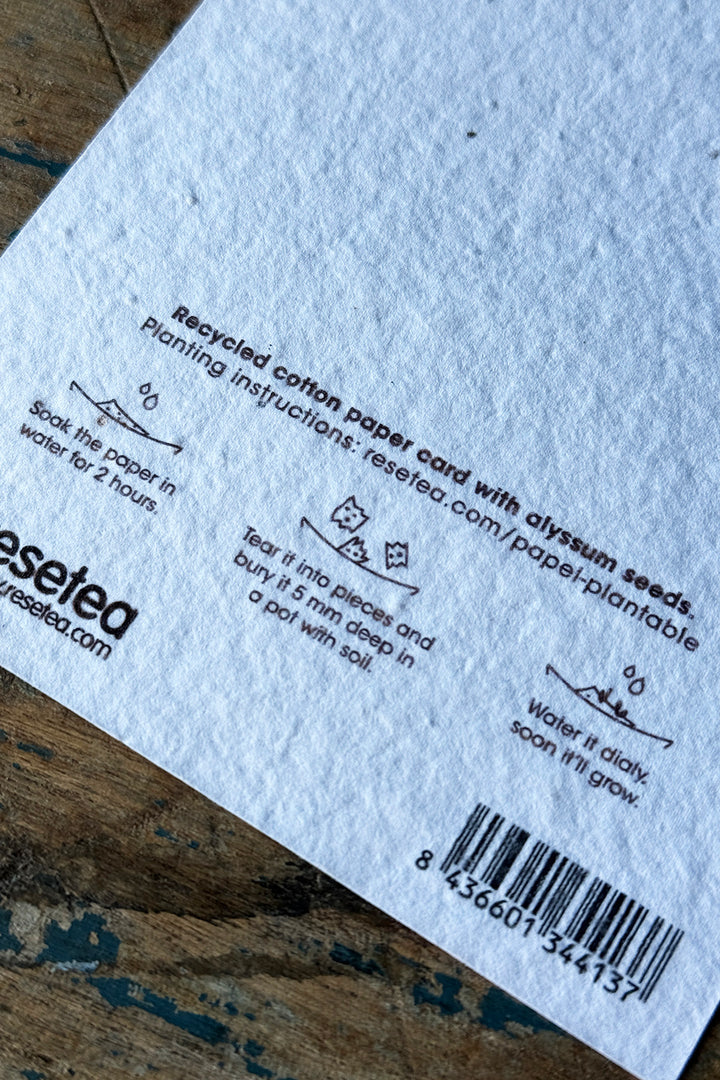 Recycled cotton paper card with alyssum seeds.
Planting instructions: resetea.com/papel-plantable
Soak the paper in
water for 2 hours.
Tear it into pieces and
bury it 5 mm deep in
a pot with soil.
Water it dialy.
soon it'll grow.
esetea
.resetea.com
8 436601 344137